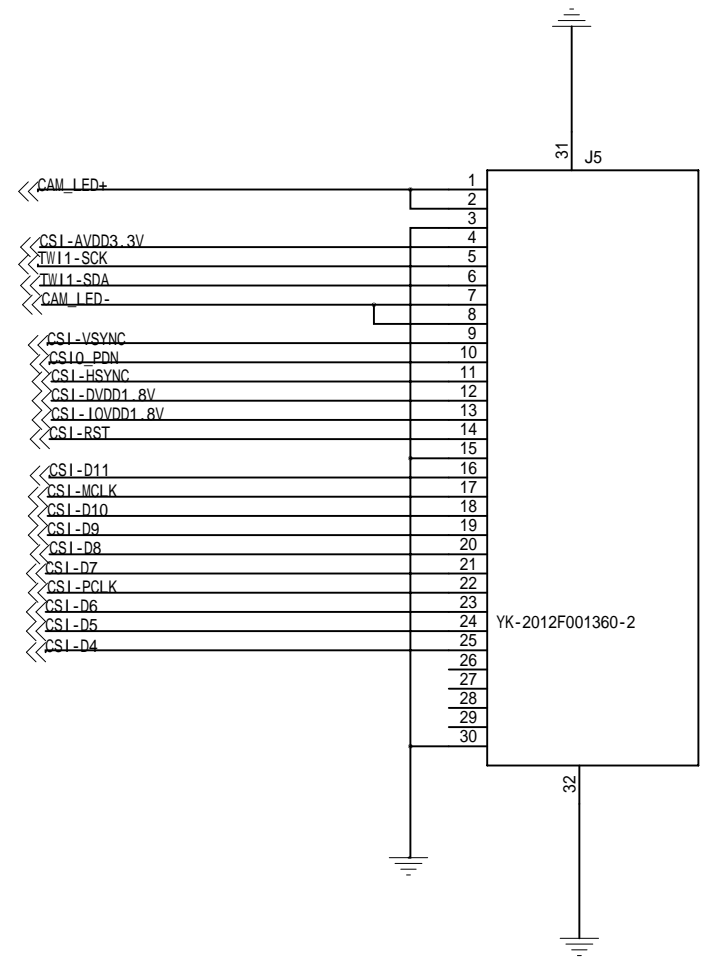 31
J5
1
CAM_LED+
2
3
4
CSI-AVDD3.3V
5
TWI1-SCK
6
TWI1-SDA
7
CAM_LED-
8
9
CSI-VSYNC
10
CSI0_PDN
11
CSI-HSYNC
12
CSI-DVDD1.8V
13
CSI-IOVDD1.8V
14
CSI-RST
15
16
CSI-D11
17
CSI-MCLK
18
CSI-D10
19
CSI-D9
20
CSI-D8
21
CSI-D7
22
CSI-PCLK
23
CSI-D6
24
CSI-D5
YK-2012F001360-2
25
CSI-D4
26
27
28
29
30
32